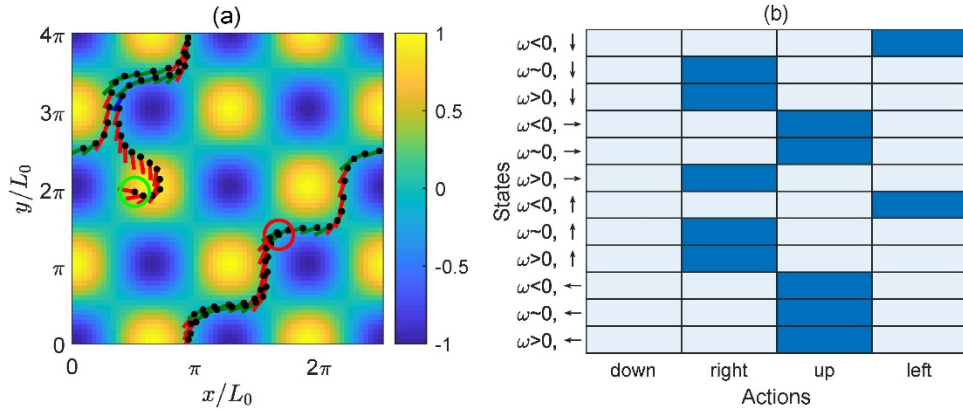 (a)
4π
3π
2π
π
0
y/L₀
0
π
2π
x/L₀
1
0.5
0
-0.5
-1
(b)
States
ω<0, ↓
ω~0, ↓
ω>0, ↓
ω<0, →
ω~0, →
ω>0, →
ω<0, ↑
ω~0, ↑
ω>0, ↑
ω<0, ←
ω~0, ←
ω>0, ←
down right up left
Actions